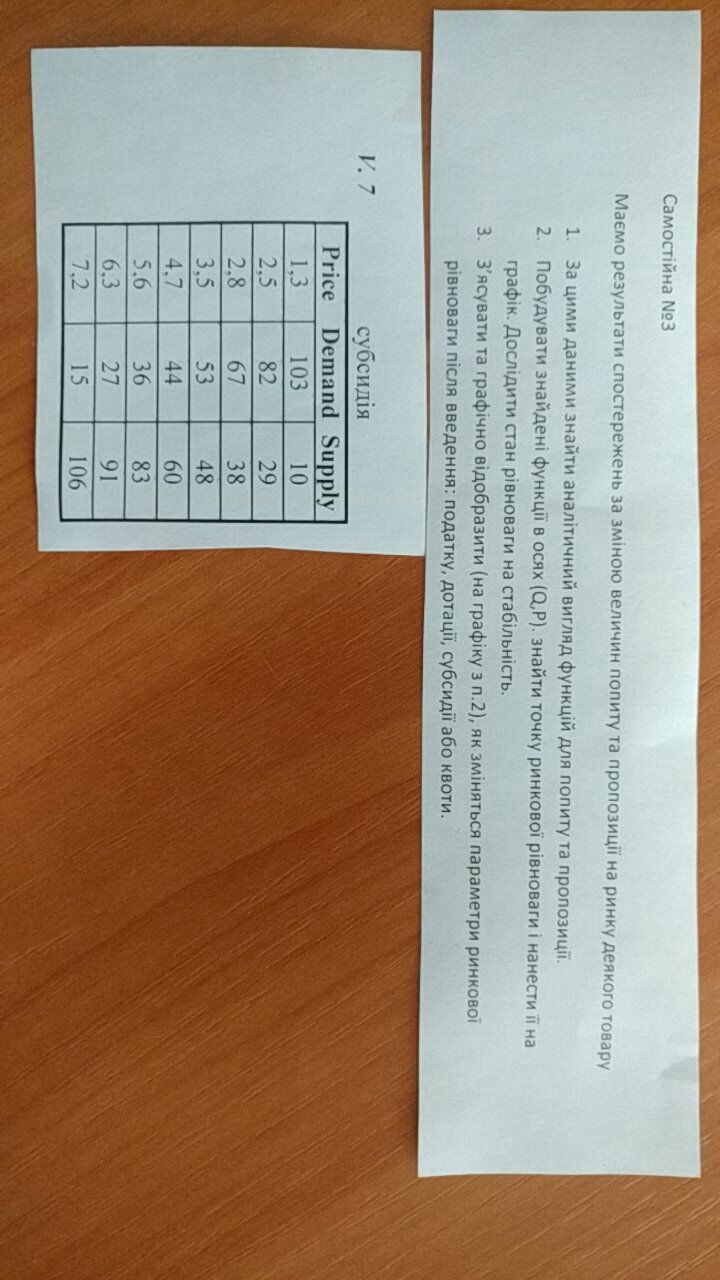 Самостійна №3
Маємо результати спостережень за зміною величин попиту та пропозиції на ринку деякого товару
1. За цими даними знайти аналітичний вигляд функцій для попиту та пропозиції.
2. Побудувати знайдені функції в осях (Q,P). знайти точку ринкової рівноваги і нанести її на
графік. Дослідити стан рівноваги на стабільність.
3. З’ясувати та графічно відобразити (на графіку з п.2), як зміняться параметри ринкової
рівноваги після введення: податку, дотації, субсидії або квоти.
V. 7 субсидія
Price Demand Supply
1,3 103 10
2,5 82 29
2,8 67 38
3,5 53 48
4,7 44 60
5,6 36 83
6,3 27 91
7,2 15 106